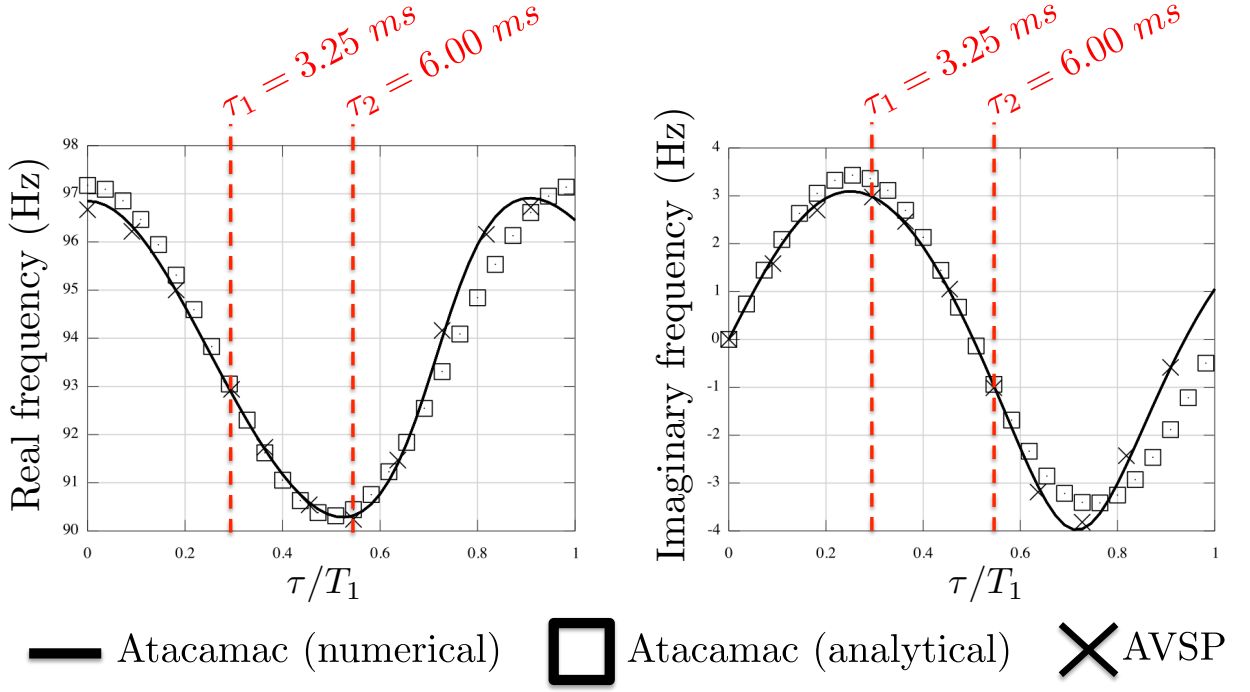 τ1 = 3.25 ms
τ2 = 6.00 ms
τ1 = 3.25 ms
τ2 = 6.00 ms
Real frequency (Hz)
98
97
96
95
94
93
92
91
90
0 0.2 0.4 0.6 0.8 1
τ/T1
Imaginary frequency (Hz)
4
3
2
1
0
-1
-2
-3
-4
0 0.2 0.4 0.6 0.8 1
τ/T1
Atacamac (numerical) Atacamac (analytical) AVSP